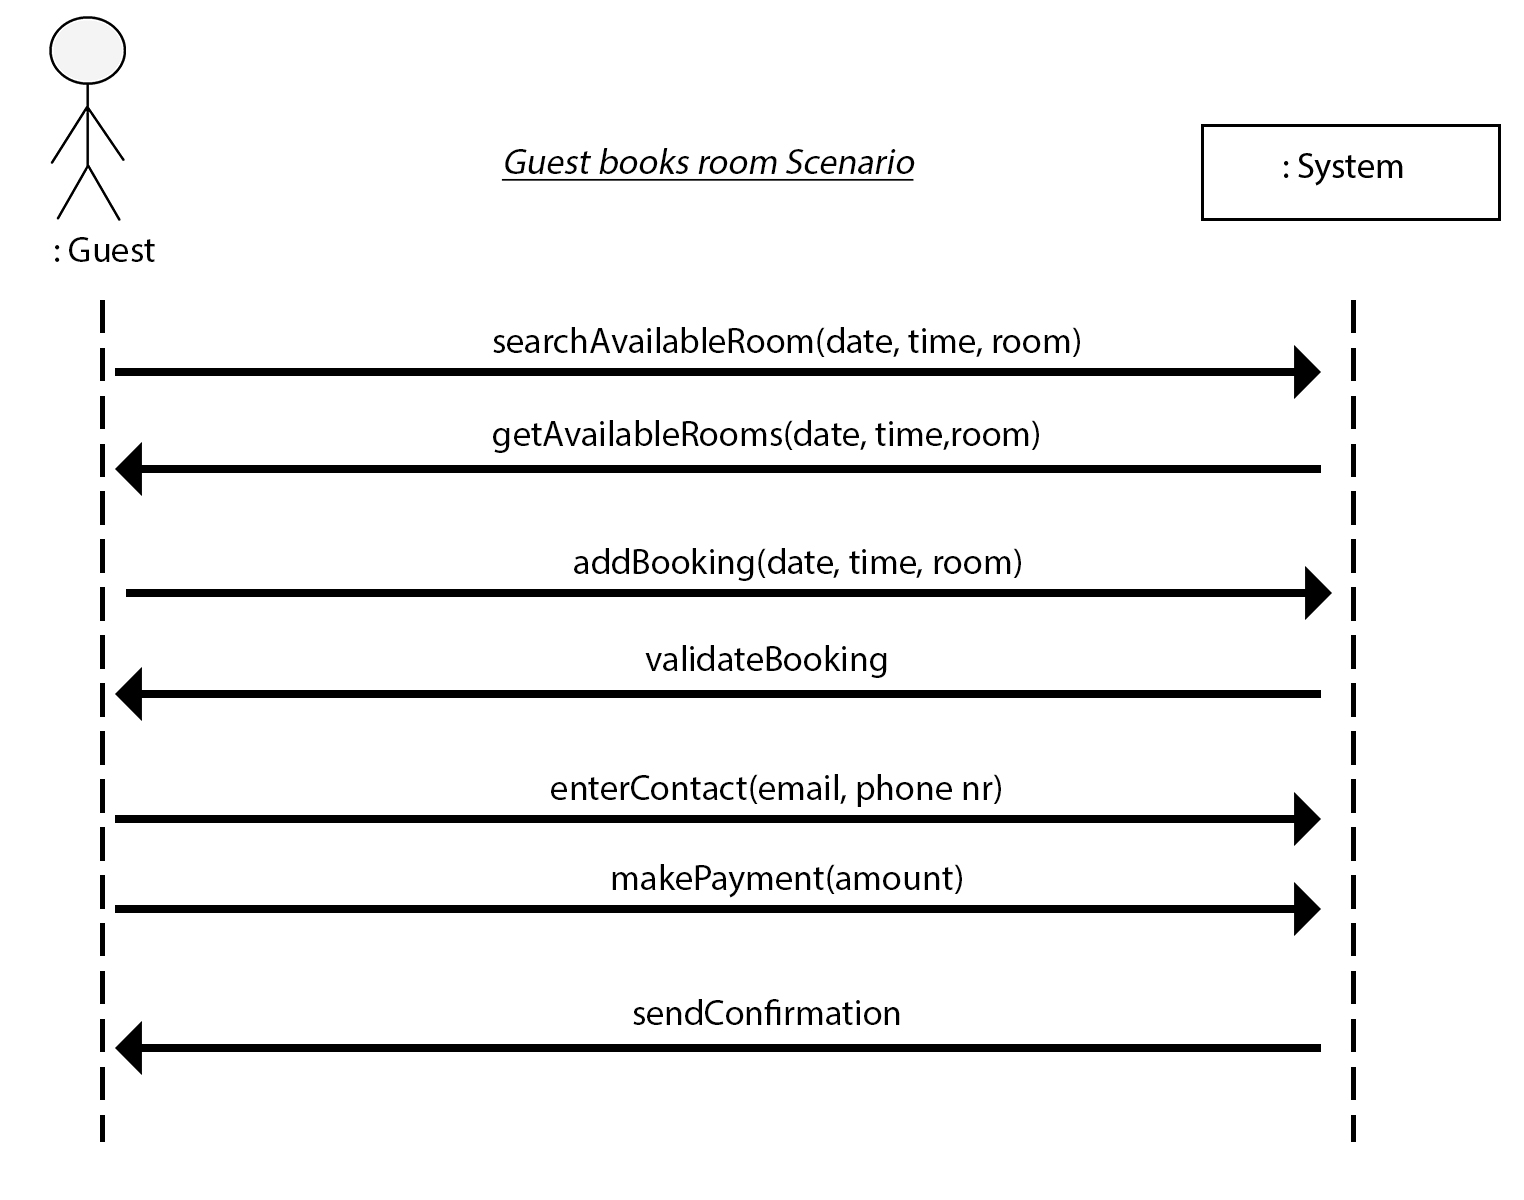 Guest books room Scenario
: System
: Guest
searchAvailableRoom(date, time, room)
getAvailableRooms(date, time,room)
addBooking(date, time, room)
validateBooking
enterContact(email, phone nr)
makePayment(amount)
sendConfirmation